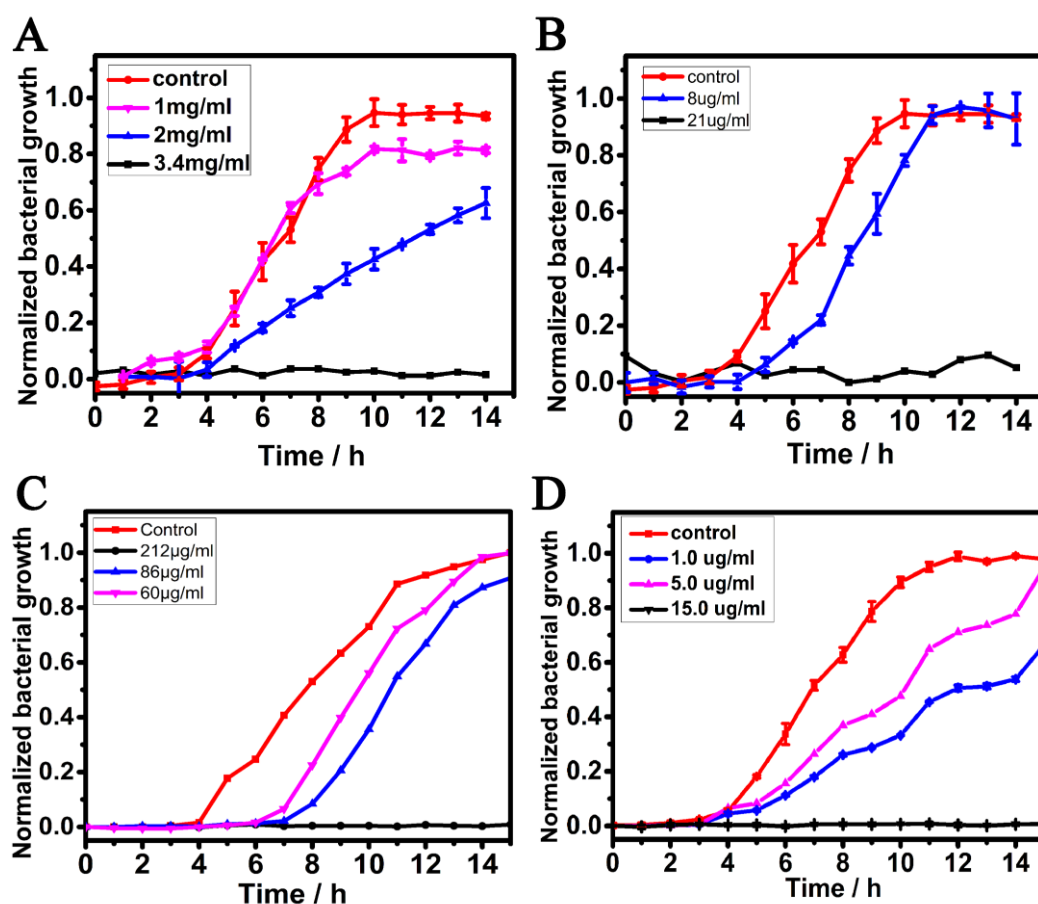 A
Normalized bacterial growth
control
1mg/ml
2mg/ml
3.4mg/ml
1.0
0.8
0.6
0.4
0.2
0.0
0 2 4 6 8 10 12 14
Time / h
B
Normalized bacterial growth
control
8ug/ml
21ug/ml
1.0
0.8
0.6
0.4
0.2
0.0
0 2 4 6 8 10 12 14
Time / h
C
Normalized bacterial growth
Control
212µg/ml
86µg/ml
60µg/ml
1.0
0.8
0.6
0.4
0.2
0.0
0 2 4 6 8 10 12 14
Time / h
D
Normalized bacterial growth
control
1.0 ug/ml
5.0 ug/ml
15.0 ug/ml
1.0
0.8
0.6
0.4
0.2
0.0
0 2 4 6 8 10 12 14
Time / h